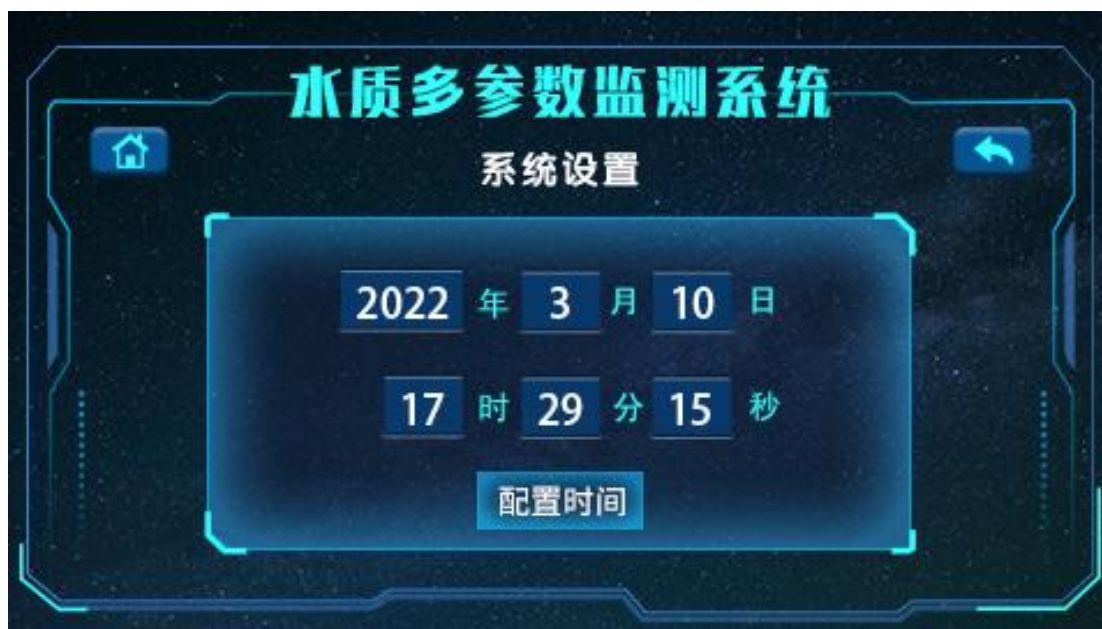 水质多参数监测系统
系统设置
2022 年 3 月 10 日
17 时 29 分 15 秒
配置时间